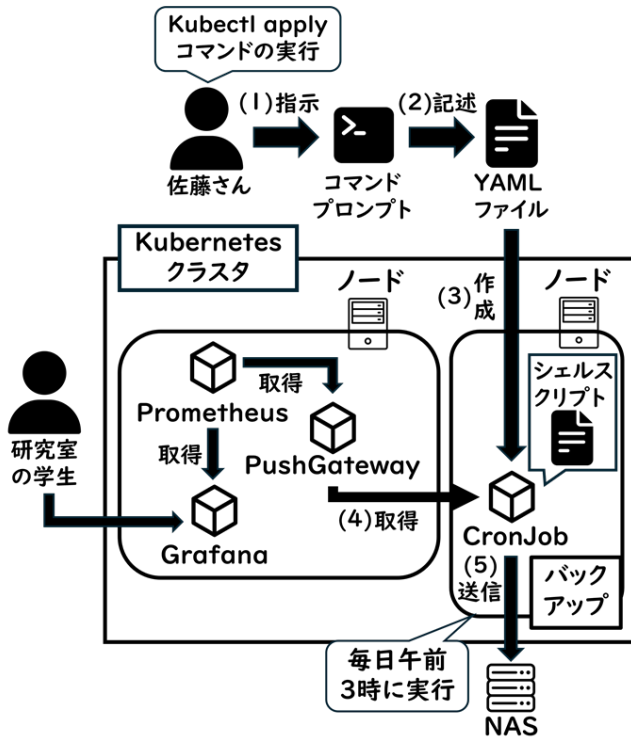 Kubectl apply
コマンドの実行
(1)指示
(2)記述
佐藤さん
コマンド
プロンプト
YAML
ファイル
Kubernetes
クラスタ
ノード
(3)作
成
ノード
シェルス
クリプト
Prometheus
取得
取得
PushGateway
研究室
の学生
Grafana
(4)取得
CronJob
(5)
送信
バック
アップ
毎日午前
3時に実行
NAS